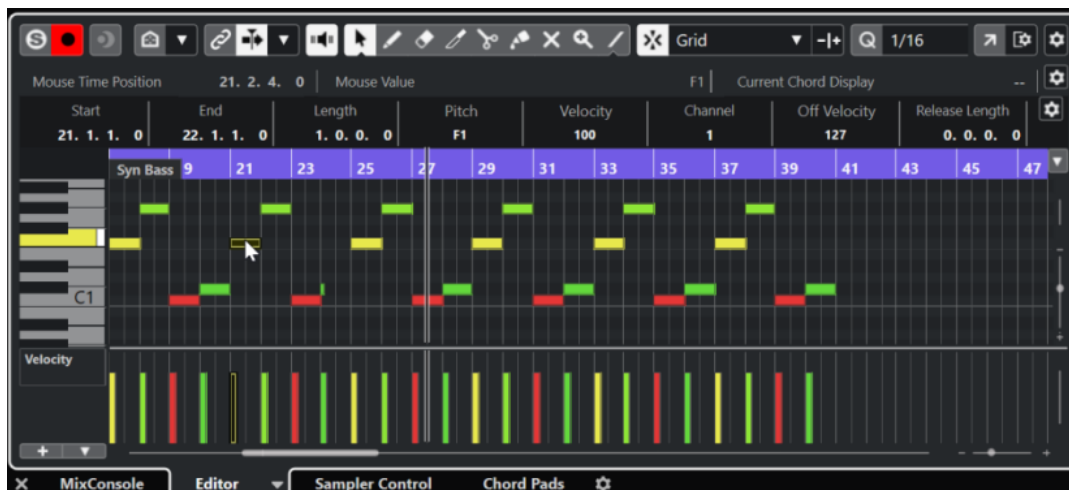 S Grid Q 1/16
Mouse Time Position 21. 2. 4. 0 Mouse Value F1 Current Chord Display --
Start End Length Pitch Velocity Channel Off Velocity Release Length
21. 1. 1. 0 22. 1. 1. 0 1. 0. 0. 0 F1 100 1 127 0. 0. 0. 0
Syn Bass 9 21 23 25 27 29 31 33 35 37 39 41 43 45 47
C1
Velocity
MixConsole Editor Sampler Control Chord Pads